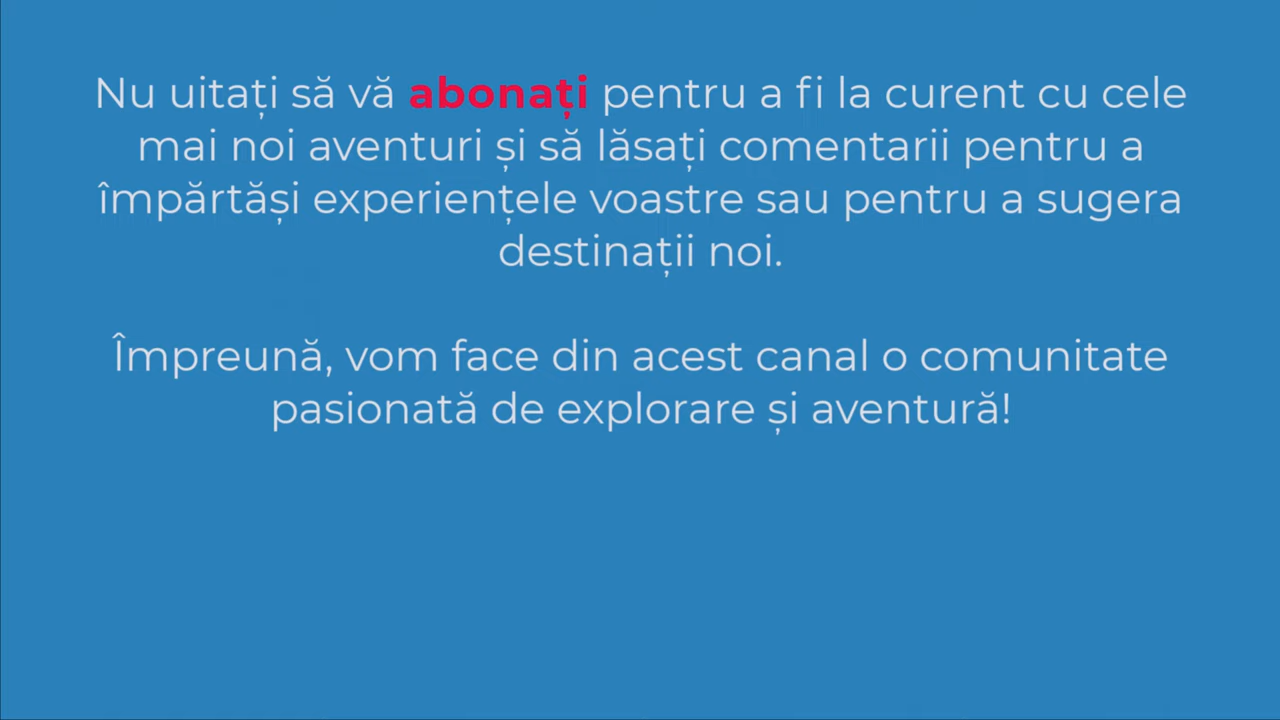 Nu uitați să vă abonați pentru a fi la curent cu cele
mai noi aventuri și să lăsați comentarii pentru a
împărtăși experiențele voastre sau pentru a sugera
destinații noi.
Împreună, vom face din acest canal o comunitate
pasionată de explorare și aventură!